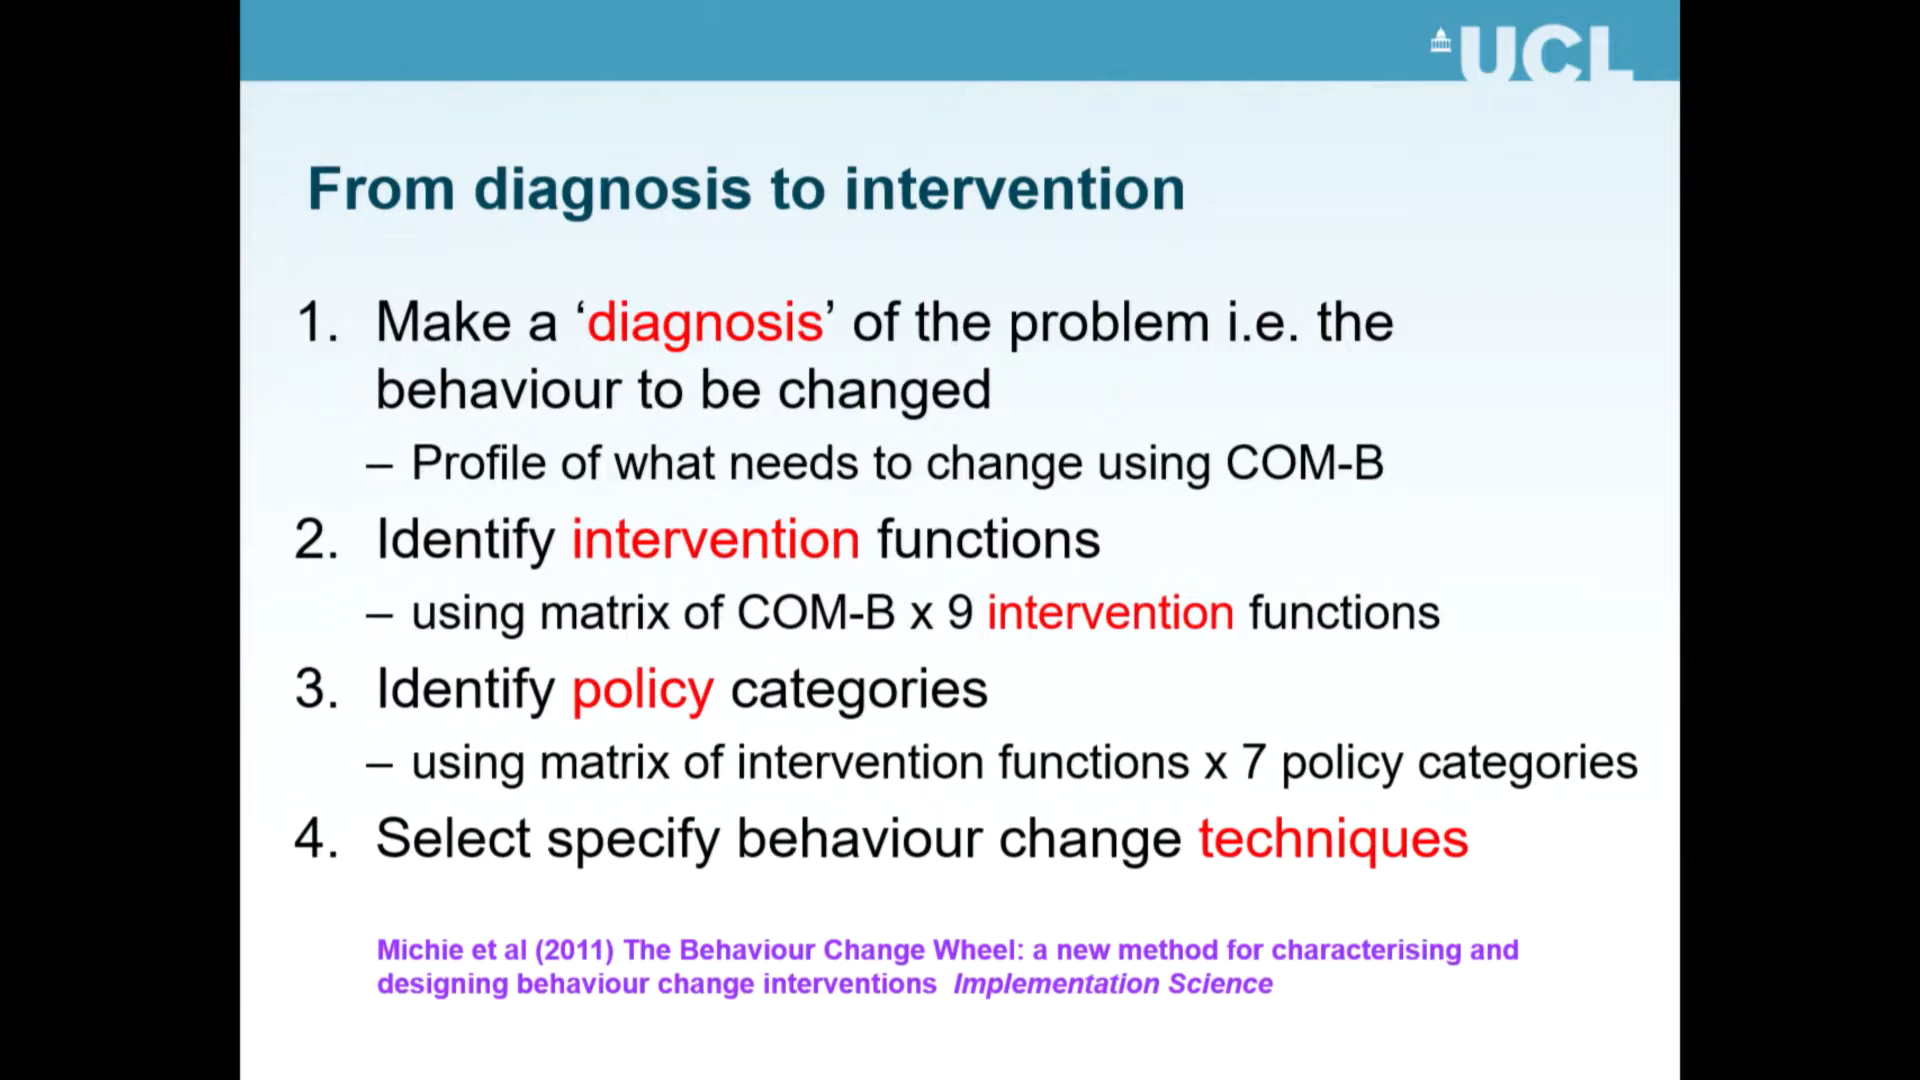 UCL
From diagnosis to intervention
1. Make a ‘diagnosis’ of the problem i.e. the
behaviour to be changed
– Profile of what needs to change using COM-B
2. Identify intervention functions
– using matrix of COM-B x 9 intervention functions
3. Identify policy categories
– using matrix of intervention functions x 7 policy categories
4. Select specify behaviour change techniques
Michie et al (2011) The Behaviour Change Wheel: a new method for characterising and
designing behaviour change interventions Implementation Science